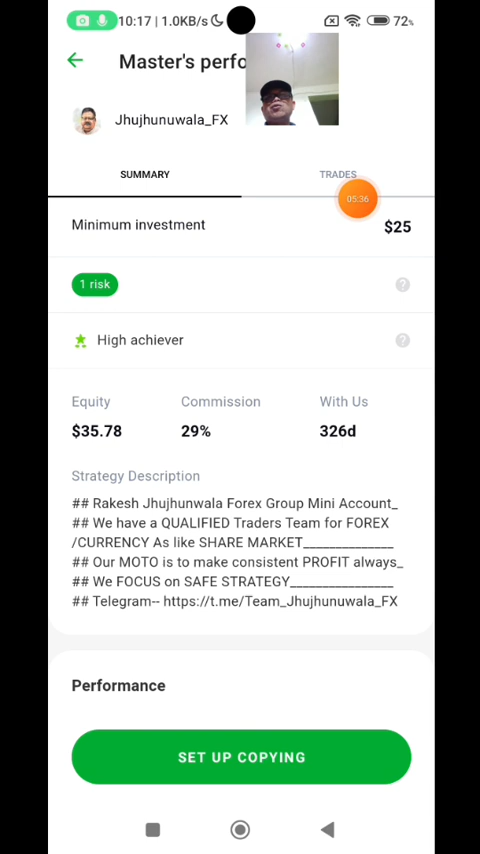 10:17 | 1.0KB/s
72%
Master's perfo
Jhujhunuwala_FX
SUMMARY
TRADES
05:36
Minimum investment
$25
1 risk
?
High achiever
?
Equity
Commission
With Us
$35.78
29%
326d
Strategy Description
## Rakesh Jhujhunwala Forex Group Mini Account_
## We have a QUALIFIED Traders Team for FOREX
/CURRENCY As like SHARE MARKET______________
## Our MOTO is to make consistent PROFIT always_
## We FOCUS on SAFE STRATEGY________________
## Telegram-- https://t.me/Team_Jhujhunuwala_FX
Performance
SET UP COPYING